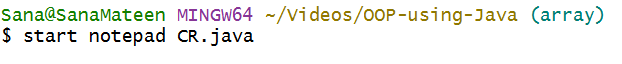 Sana@SanaMateen MINGW64 ~/Videos/OOP-using-Java (array)
$ start notepad CR.java